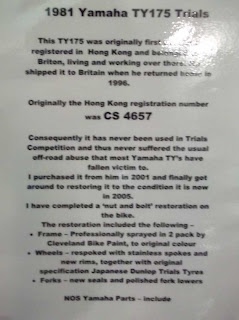 1981 Yamaha TY175 Trials
This TY175 was originally first
registered in Hong Kong and
Briton, living and working over there.
shipped it to Britain when he returned home in
1996.
Originally the Hong Kong registration number
was CS 4657
Consequently it has never been used in Trials
Competition and thus never suffered the usual
off-road abuse that most Yamaha TY's have
fallen victim to.
I purchased it from him in 2001 and finally got
around to restoring it to the condition it is now
in 2005.
I have completed a 'nut and bolt' restoration on
the bike.
The restoration included the following –
• Frame – Professionally sprayed in 2 pack by
Cleveland Bike Paint, to original colour
• Wheels – respoked with stainless spokes and
new rims, together with original
specification Japanese Dunlop Trials Tyres
• Forks – new seals and polished fork lowers
NOS Yamaha Parts – include